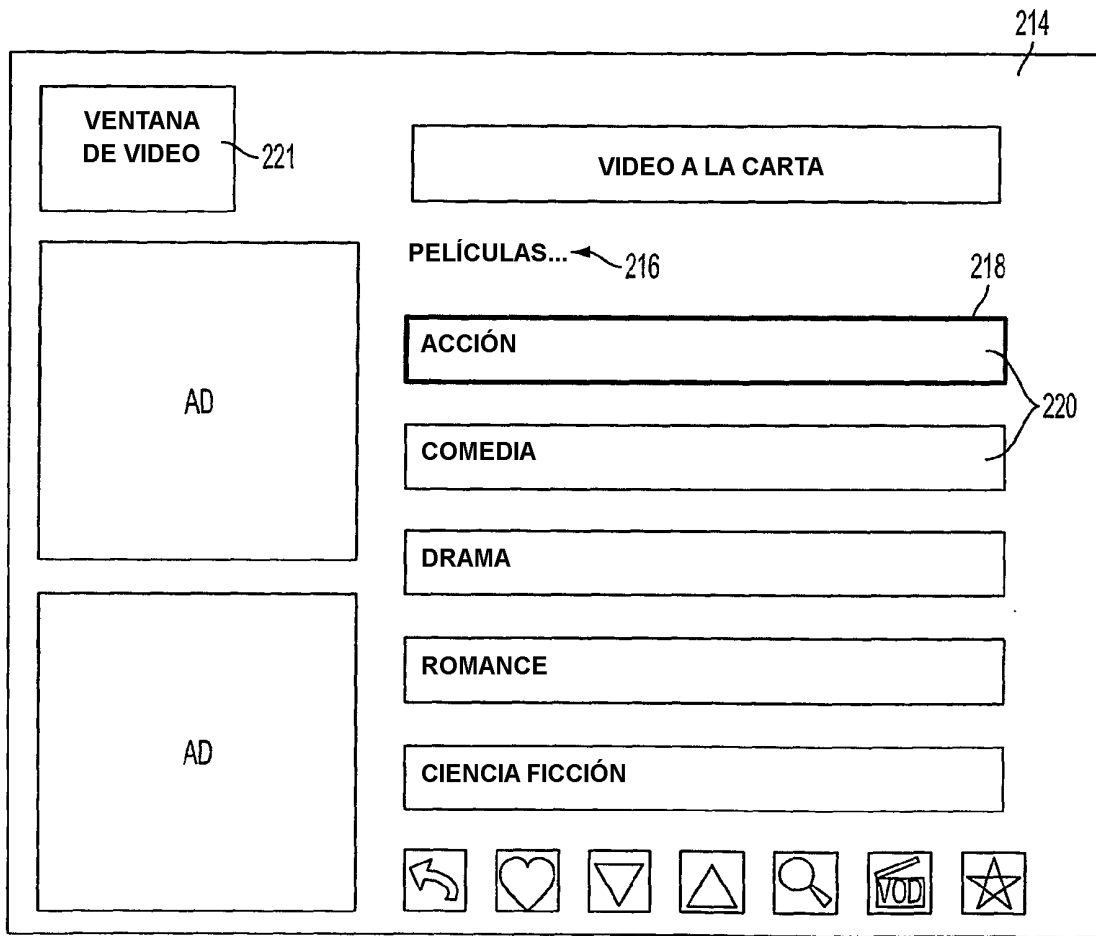 214
VENTANA
DE VIDEO
221
VIDEO A LA CARTA
PELÍCULAS...
216
218
ACCIÓN
220
COMEDIA
AD
DRAMA
ROMANCE
AD
CIENCIA FICCIÓN
VOD